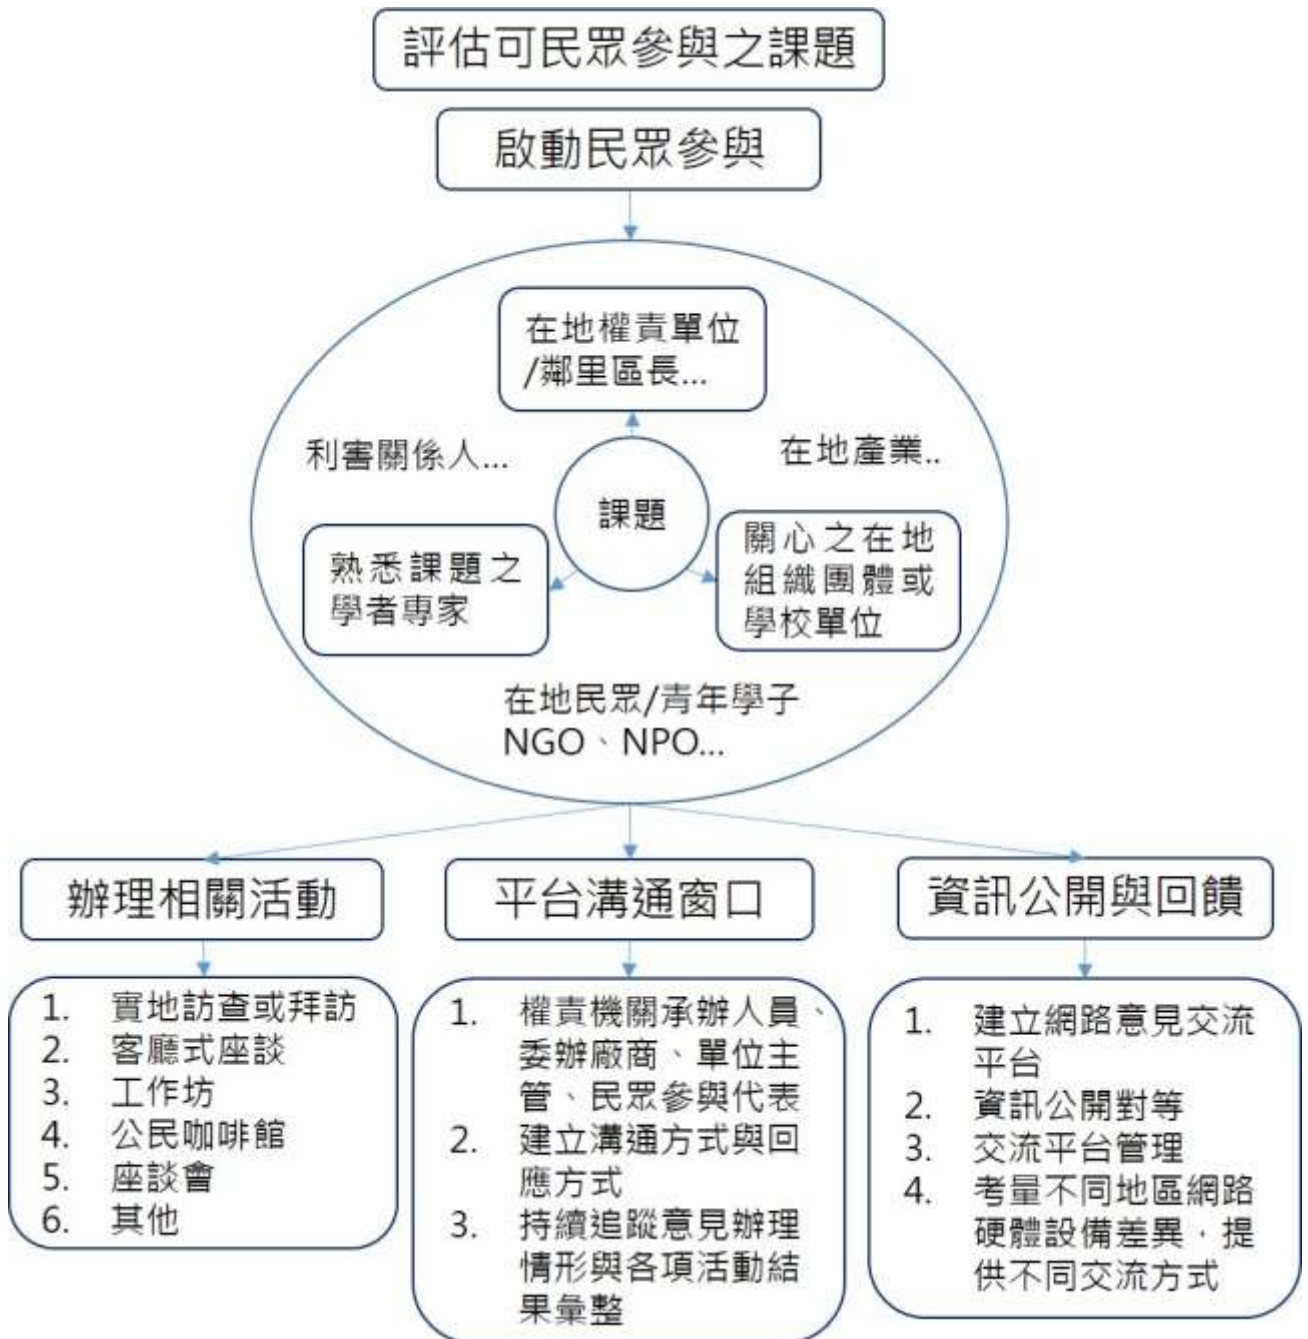 評估可民眾參與之課題
啟動民眾參與
在地權責單位
/鄰里區長...
利害關係人...
在地產業..
課題
熟悉課題之
學者專家
關心之在地
組織團體或
學校單位
在地民眾/青年學子
NGO、NPO...
辦理相關活動
1. 實地訪查或拜訪
2. 客廳式座談
3. 工作坊
4. 公民咖啡館
5. 座談會
6. 其他
平台溝通窗口
1. 權責機關承辦人員、
委辦廠商、單位主
管、民眾參與代表
2. 建立溝通方式與回
應方式
3. 持續追蹤意見辦理
情形與各項活動結
果彙整
資訊公開與回饋
1. 建立網路意見交流
平台
2. 資訊公開對等
3. 交流平台管理
4. 考量不同地區網路
硬體設備差異，提
供不同交流方式